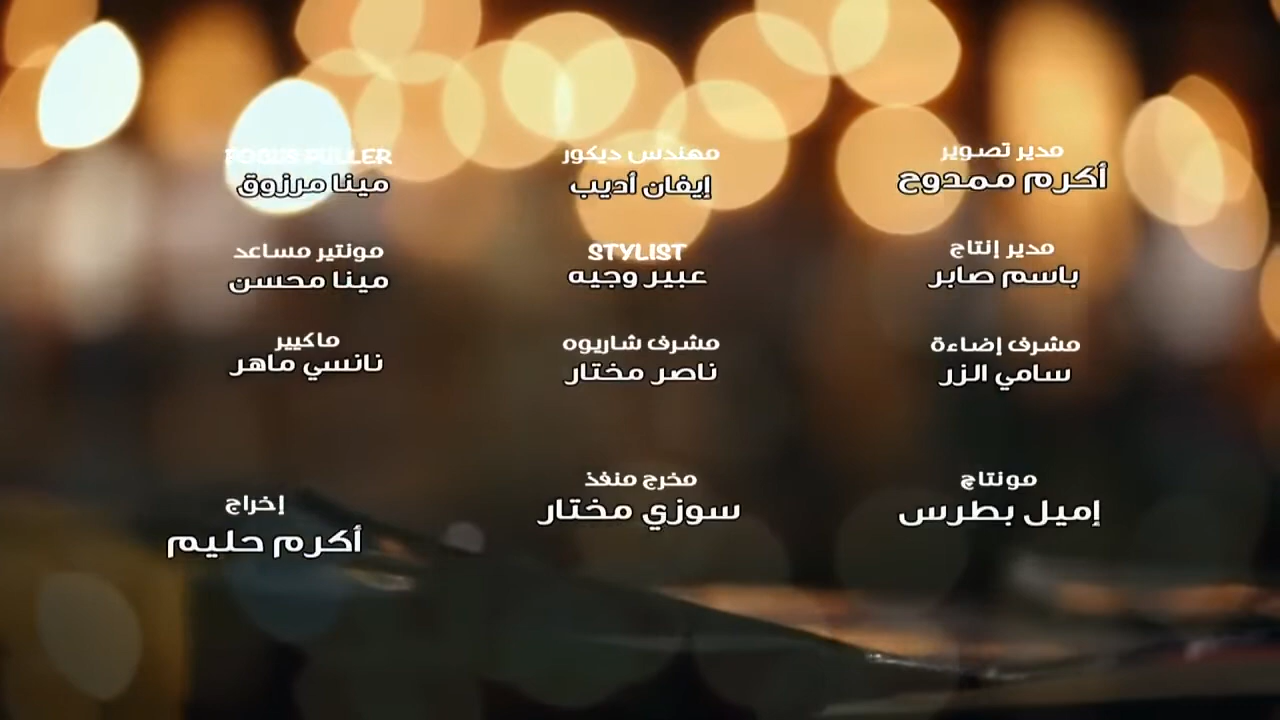 مدير تصوير
أكرم ممدوح
مهندس ديكور
إيفان أديب
FOCUS PULLER
مينا مرزوق
مدير إنتاج
باسم صابر
STYLIST
عبير وجيه
مونتير مساعد
مينا محسن
مشرف إضاءة
سامي الزر
مشرف شاريوه
ناصر مختار
ماكيير
نانسي ماهر
مونتاج
إميل بطرس
مخرج منفذ
سوزي مختار
إخراج
أكرم حليم